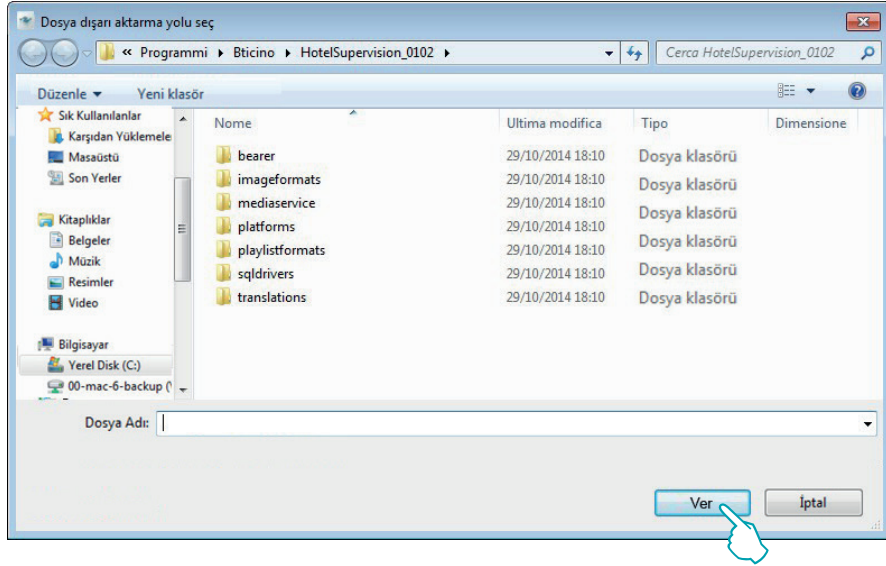 Dosya dışarı aktarma yolu seç
« Programmi ▸ Bticino ▸ HotelSupervision_0102 ▸
Cerca HotelSupervision_0102
Düzenle Yeni klasör
Sık Kullanılanlar
Karşıdan Yüklemele
Masaüstü
Son Yerler
Kitaplıklar
Belgeler
Müzik
Resimler
Video
Bilgisayar
Yerel Disk (C:)
00-mac-6-backup (
Nome Ultima modifica Tipo Dimensione
bearer 29/10/2014 18:10 Dosya klasörü
imageformats 29/10/2014 18:10 Dosya klasörü
mediaservice 29/10/2014 18:10 Dosya klasörü
platforms 29/10/2014 18:10 Dosya klasörü
playlistformats 29/10/2014 18:10 Dosya klasörü
sqldrivers 29/10/2014 18:10 Dosya klasörü
translations 29/10/2014 18:10 Dosya klasörü
Dosya Adı:
Ver İptal